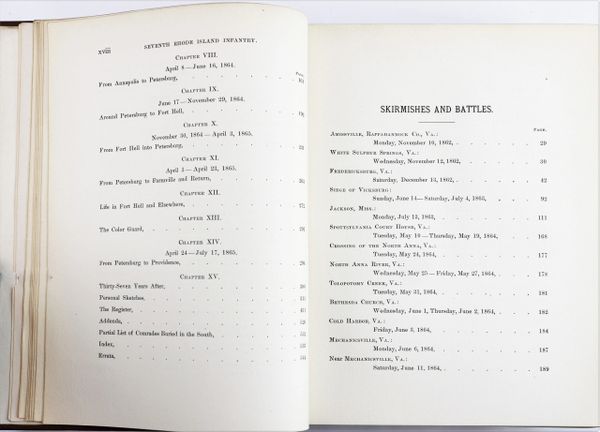 xviii SEVENTH RHODE ISLAND INFANTRY.
CHAPTER VIII.
April 8—June 16, 1864.
From Annapolis to Petersburg,
CHAPTER IX.
June 17—November 29, 1864.
Around Petersburg to Fort Hell,
CHAPTER X.
November 30, 1864—April 3, 1865.
From Fort Hell into Petersburg,
CHAPTER XI.
April 3—April 23, 1865.
From Petersburg to Farmville and Return,
CHAPTER XII.
Life in Fort Hell and Elsewhere,
CHAPTER XIII.
The Color Guard,
CHAPTER XIV.
April 24—July 17, 1865.
From Petersburg to Providence,
CHAPTER XV.
Thirty-Seven Years After,
Personal Sketches,
The Register,
Addenda,
Partial List of Comrades Buried in the South,
Index,
Errata,
SKIRMISHES AND BATTLES.
PAGE.
AMOSVILLE, RAPPAHANNOCK CO., VA.:
Monday, November 10, 1862, . . . . . 29
WHITE SULPHUR SPRINGS, VA.:
Wednesday, November 12, 1862, . . . . . 30
FREDERICKSBURG, VA.:
Saturday, December 13, 1862, . . . . . 42
SIEGE OF VICKSBURG:
Sunday, June 14—Saturday, July 4, 1863, . . . . 92
JACKSON, MISS.:
Monday, July 13, 1863, . . . . . . 111
SPOTTSYLVANIA COURT HOUSE, VA.:
Tuesday, May 10—Thursday, May 19, 1864, . . . . 168
CROSSING OF THE NORTH ANNA, VA.:
Tuesday, May 24, 1864, . . . . . . 177
NORTH ANNA RIVER, VA.:
Wednesday, May 25—Friday, May 27, 1864, . . . . 178
TOLOPOTOMY CREEK, VA.:
Tuesday, May 31, 1864, . . . . . . 181
BETHESDA CHURCH, VA.:
Wednesday, June 1, Thursday, June 2, 1864, . . . . 182
COLD HARBOR, VA.:
Friday, June 3, 1864, . . . . . . 184
MECHANICSVILLE, VA.:
Monday, June 6, 1864, . . . . . . 187
NEAR MECHANICSVILLE, VA.:
Saturday, June 11, 1864, . . . . . . 189